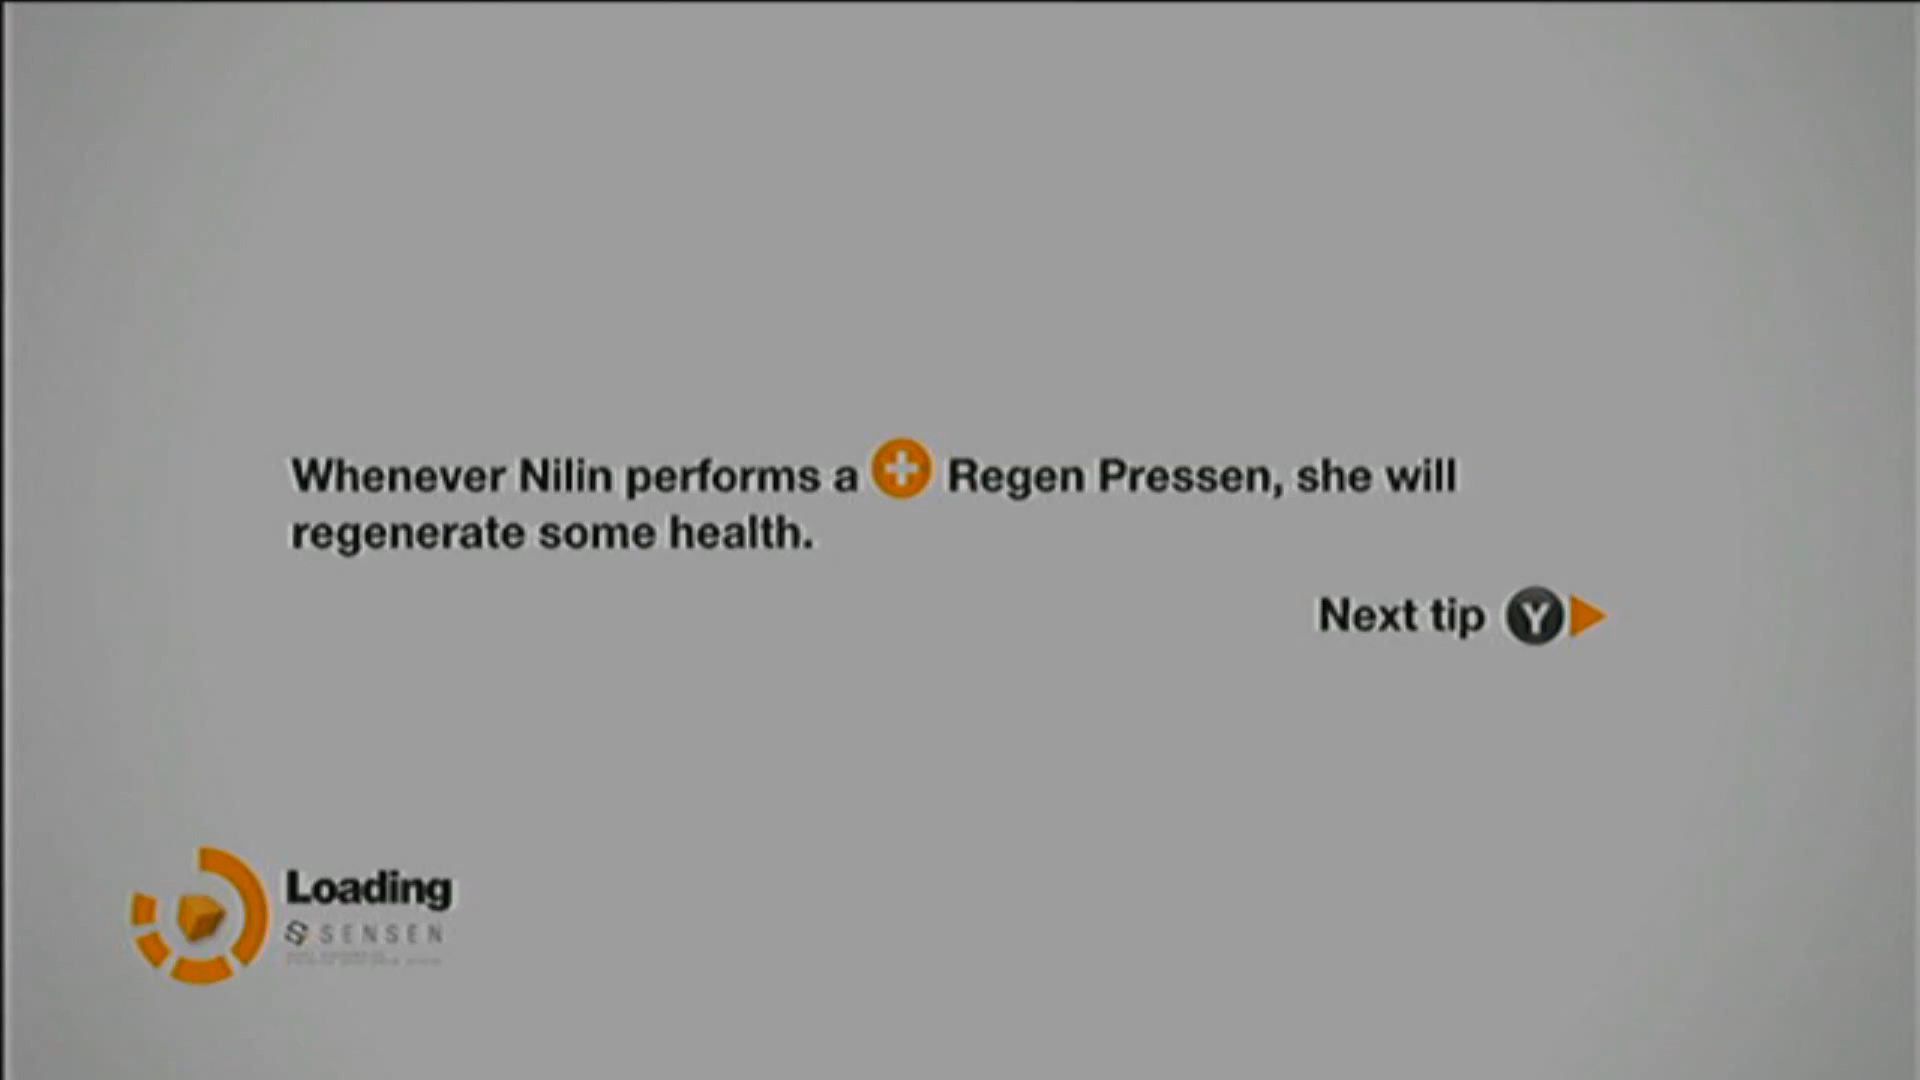 Whenever Nilin performs a + Regen Pressen, she will
regenerate some health.
Next tip Y
Loading
SENSEN